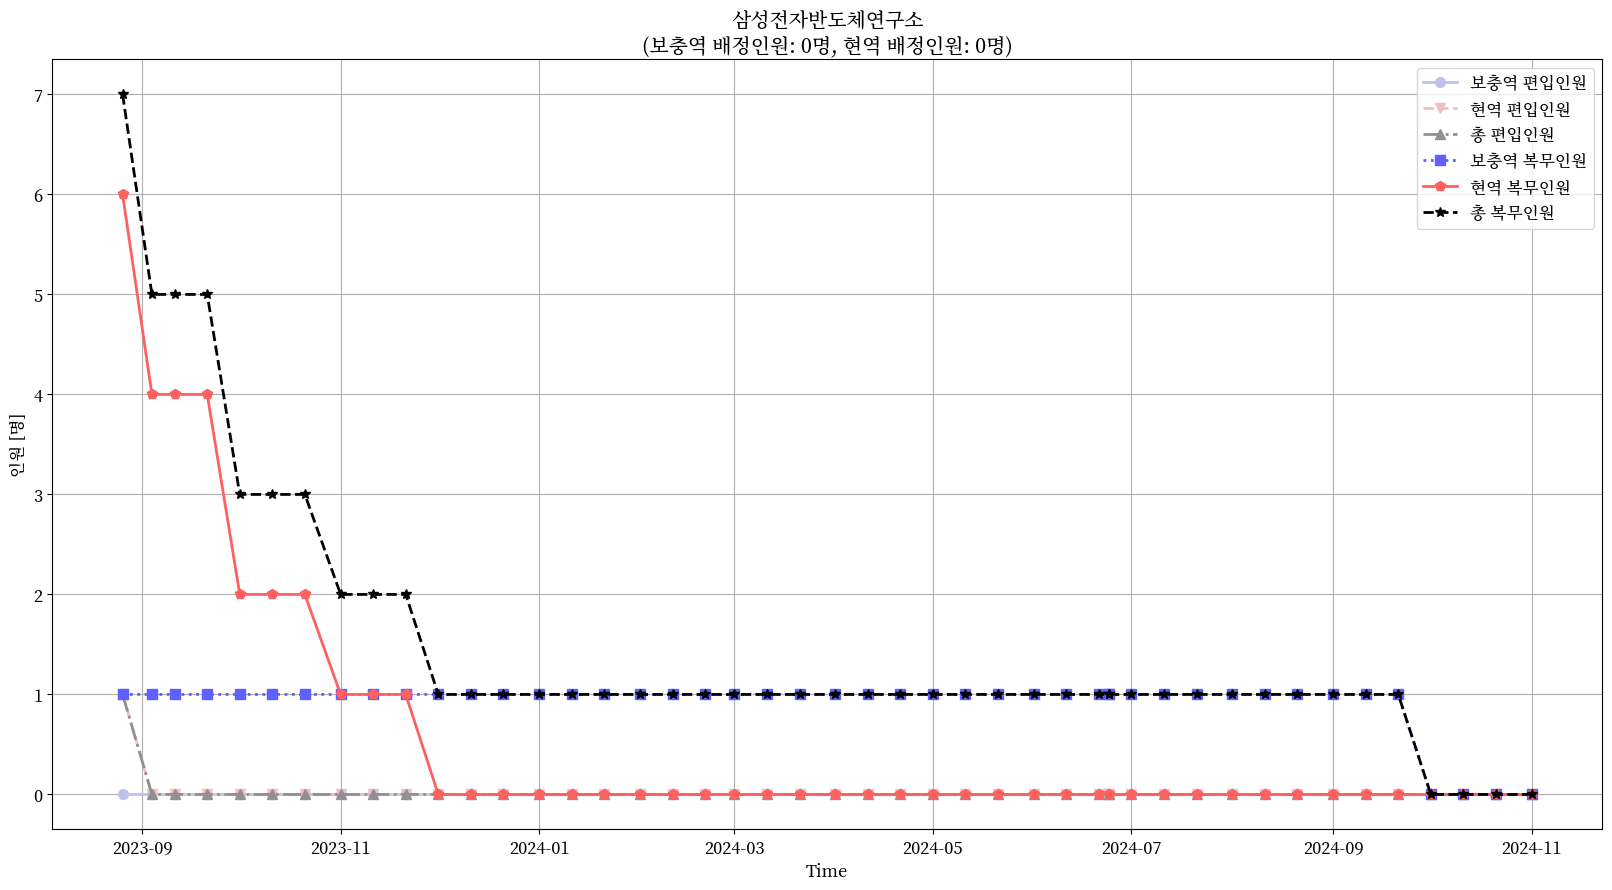 삼성전자반도체연구소
(보충역 배정인원: 0명, 현역 배정인원: 0명)
보충역 편입인원
현역 편입인원
총 편입인원
보충역 복무인원
현역 복무인원
총 복무인원
인원 [명]
7
6
5
4
3
2
1
0
2023-09
2023-11
2024-01
2024-03
2024-05
2024-07
2024-09
2024-11
Time